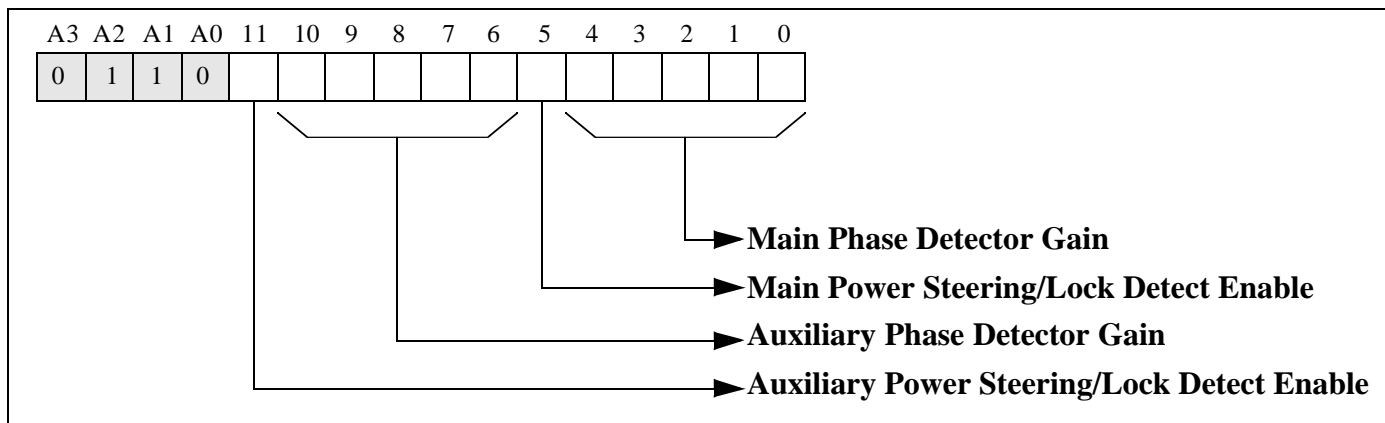 A3 A2 A1 A0 11 10 9 8 7 6 5 4 3 2 1 0
0 1 1 0
Main Phase Detector Gain
Main Power Steering/Lock Detect Enable
Auxiliary Phase Detector Gain
Auxiliary Power Steering/Lock Detect Enable